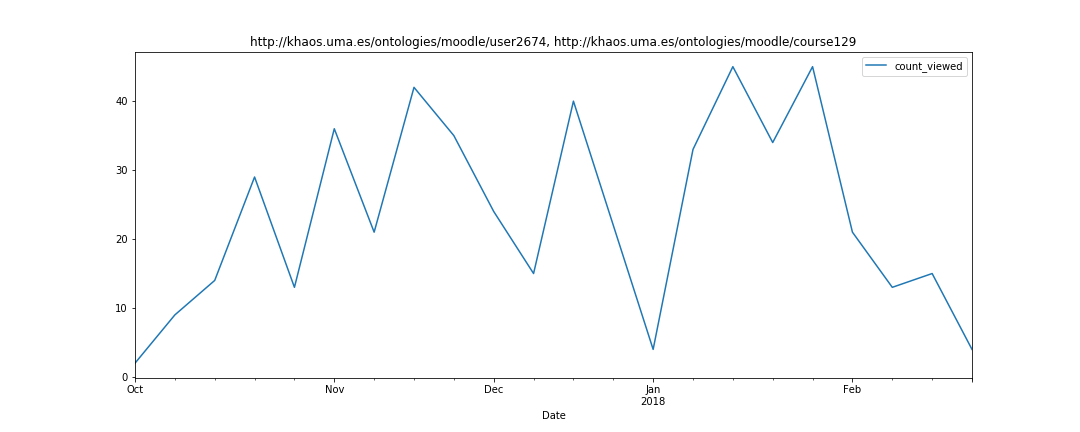 http://khaos.uma.es/ontologies/moodle/user2674, http://khaos.uma.es/ontologies/moodle/course129
count_viewed
40
30
20
10
0
Oct Nov Dec Jan Feb
2018
Date